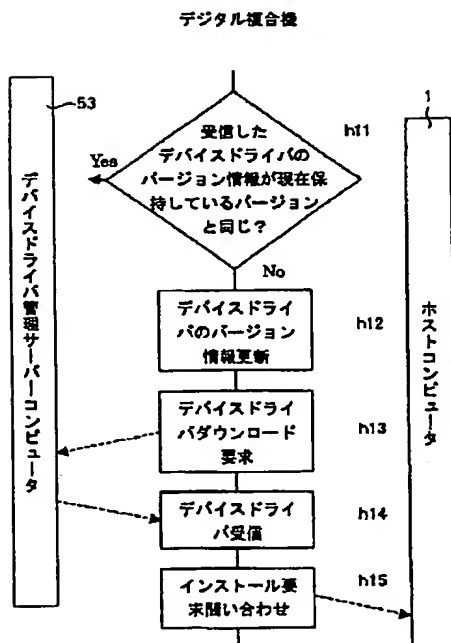 デジタル複合機
53
1
受信した
デバイスドライバの
バージョン情報が現在保
持しているバージョン
と同じ?
h11
Yes
No
デバイスドライ
バのバージョン
情報更新
h12
デバイスドライ
バダウンロード
要求
h13
デバイスドライ
バ受信
h14
インストール要
求問い合わせ
h15
デバイスドライバ管理サーバーコンピュータ
ホストコンピュータ